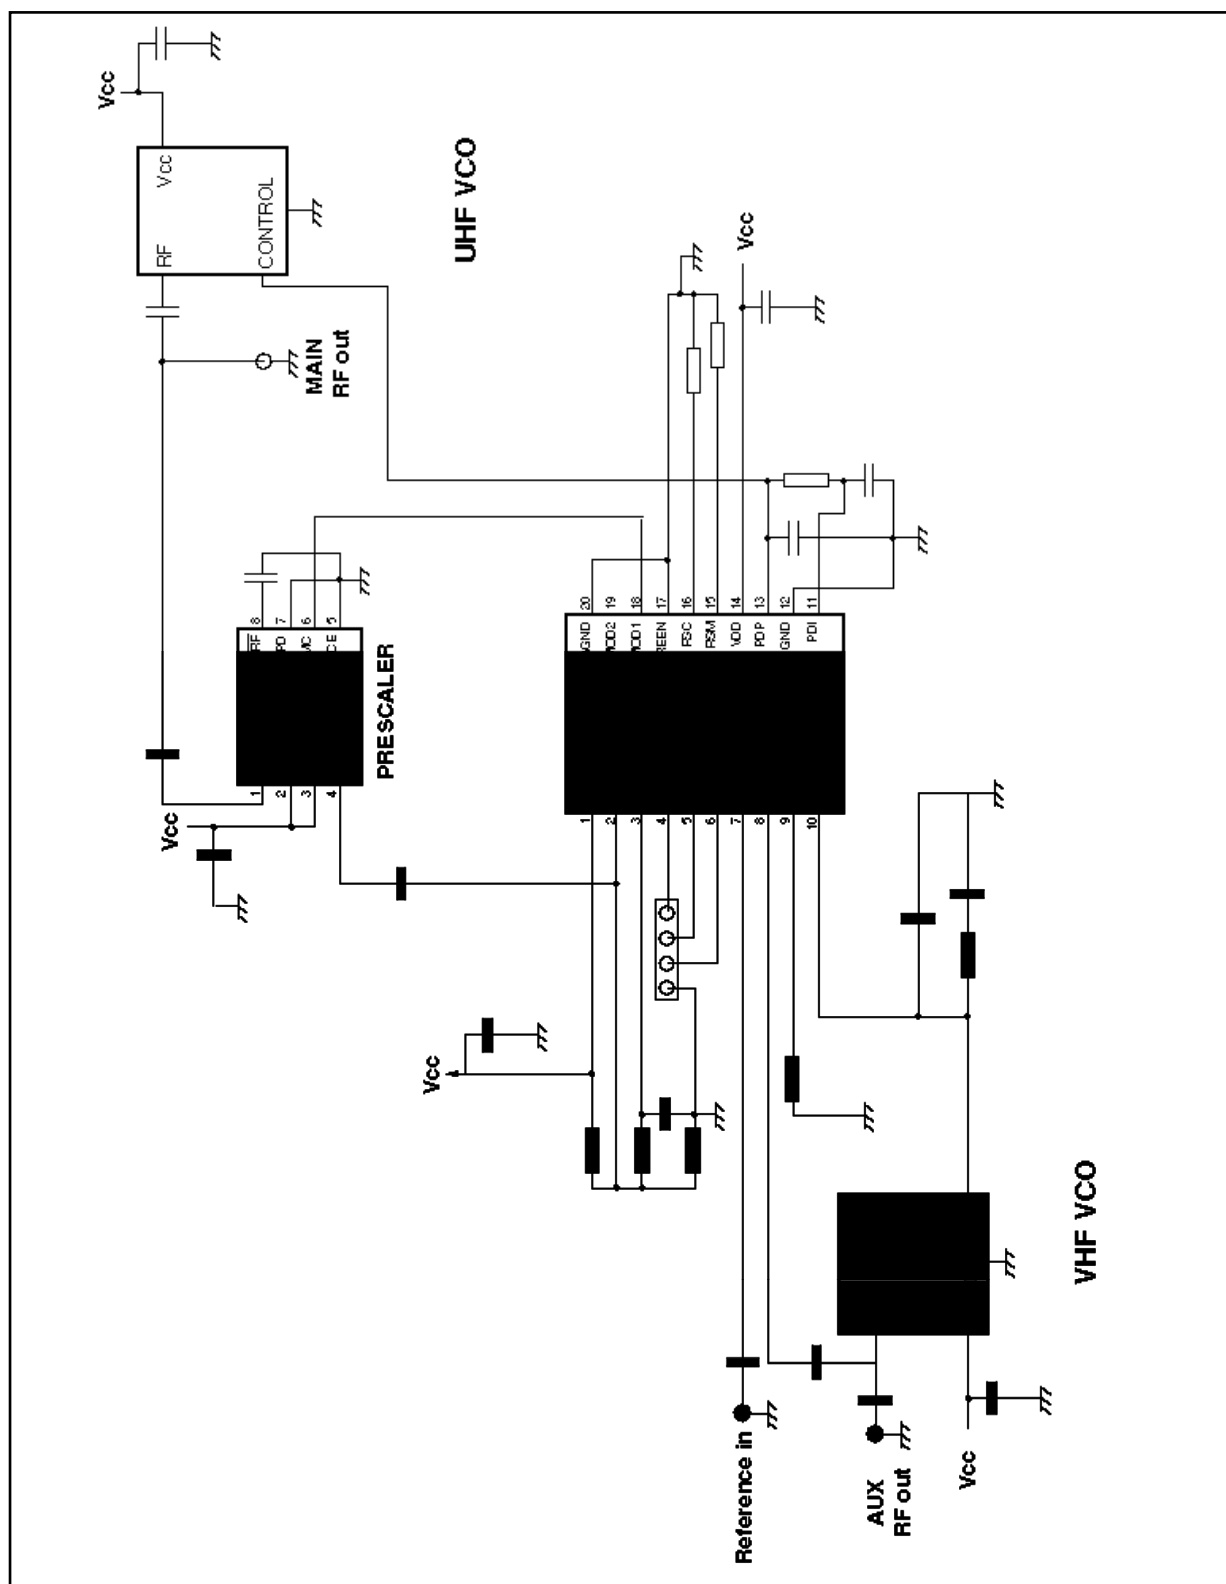 Vcc
Vcc
RF
CONTROL
UHF VCO
MAIN
RF out
Vcc
8
7
6
5
RF
PD
MC
CE
PRESCALER
1
2
3
4
Vcc
20
19
18
17
16
15
14
13
12
11
GND
MOD2
MOD1
REEN
RSC
RSM
VDD
PDP
GND
PDI
1
2
3
4
5
6
7
8
9
10
Vcc
VHF VCO
Reference in
AUX
RF out
Vcc